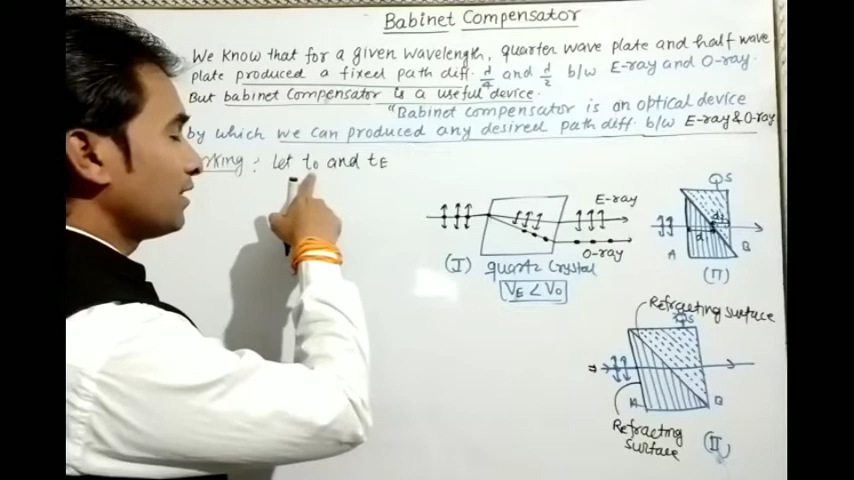 Babinet Compensator
We know that for a given wavelength, quarter wave plate and half wave
plate produced a fixed path diff. λ/4 and λ/2 b/w E-ray and O-ray.
But babinet compensator is a useful device.
"Babinet compensator is an optical device
by which we can produced any desired path diff. b/w E-ray & O-ray
rking : Let to and tE
E-ray
O-ray
(I) quartz Crystal
VE < VO
S
d2
d1
A
B
(II)
Refracting surface
S
A
B
Refracting
surface
(II)